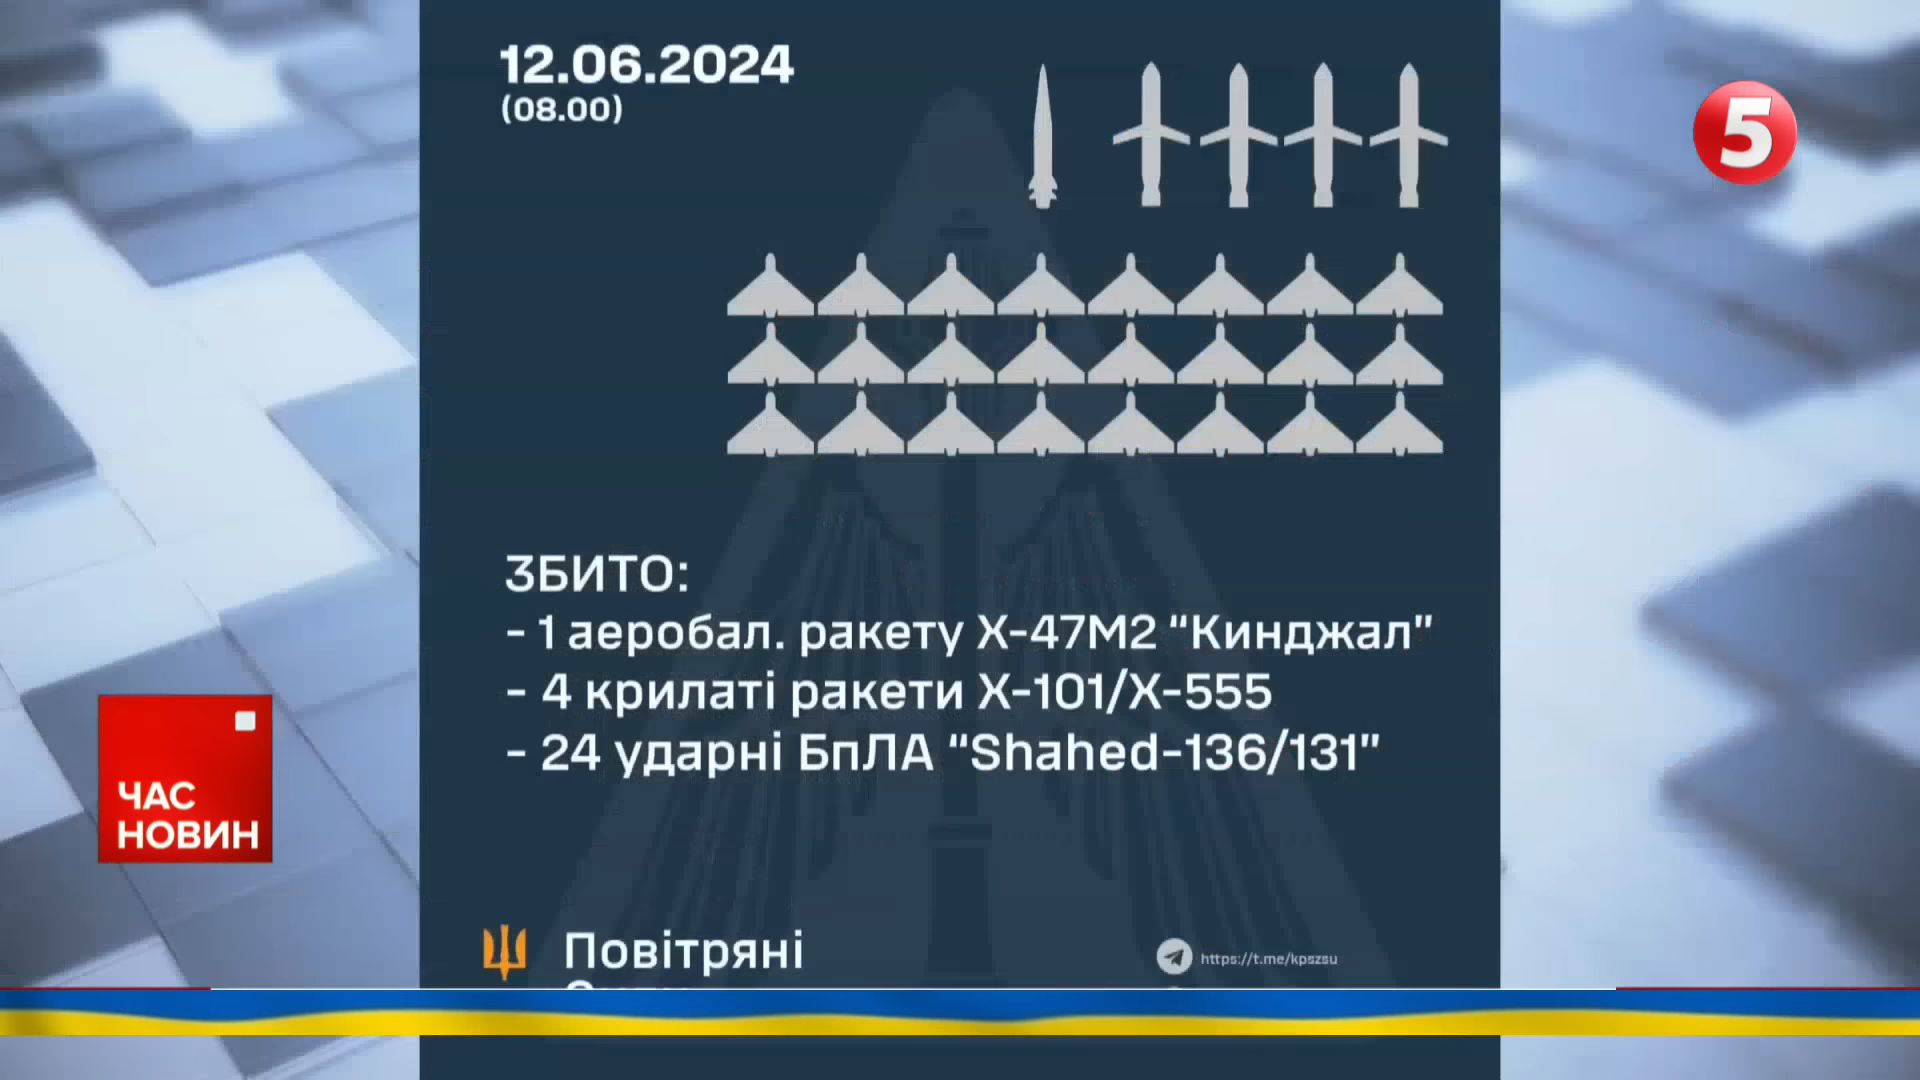 12.06.2024
(08.00)
5
ЗБИТО:
- 1 аеробал. ракету Х-47М2 “Кинджал”
- 4 крилаті ракети Х-101/Х-555
- 24 ударні БпЛА “Shahed-136/131”
ЧАС
НОВИН
Повітряні
https://t.me/kpszsu